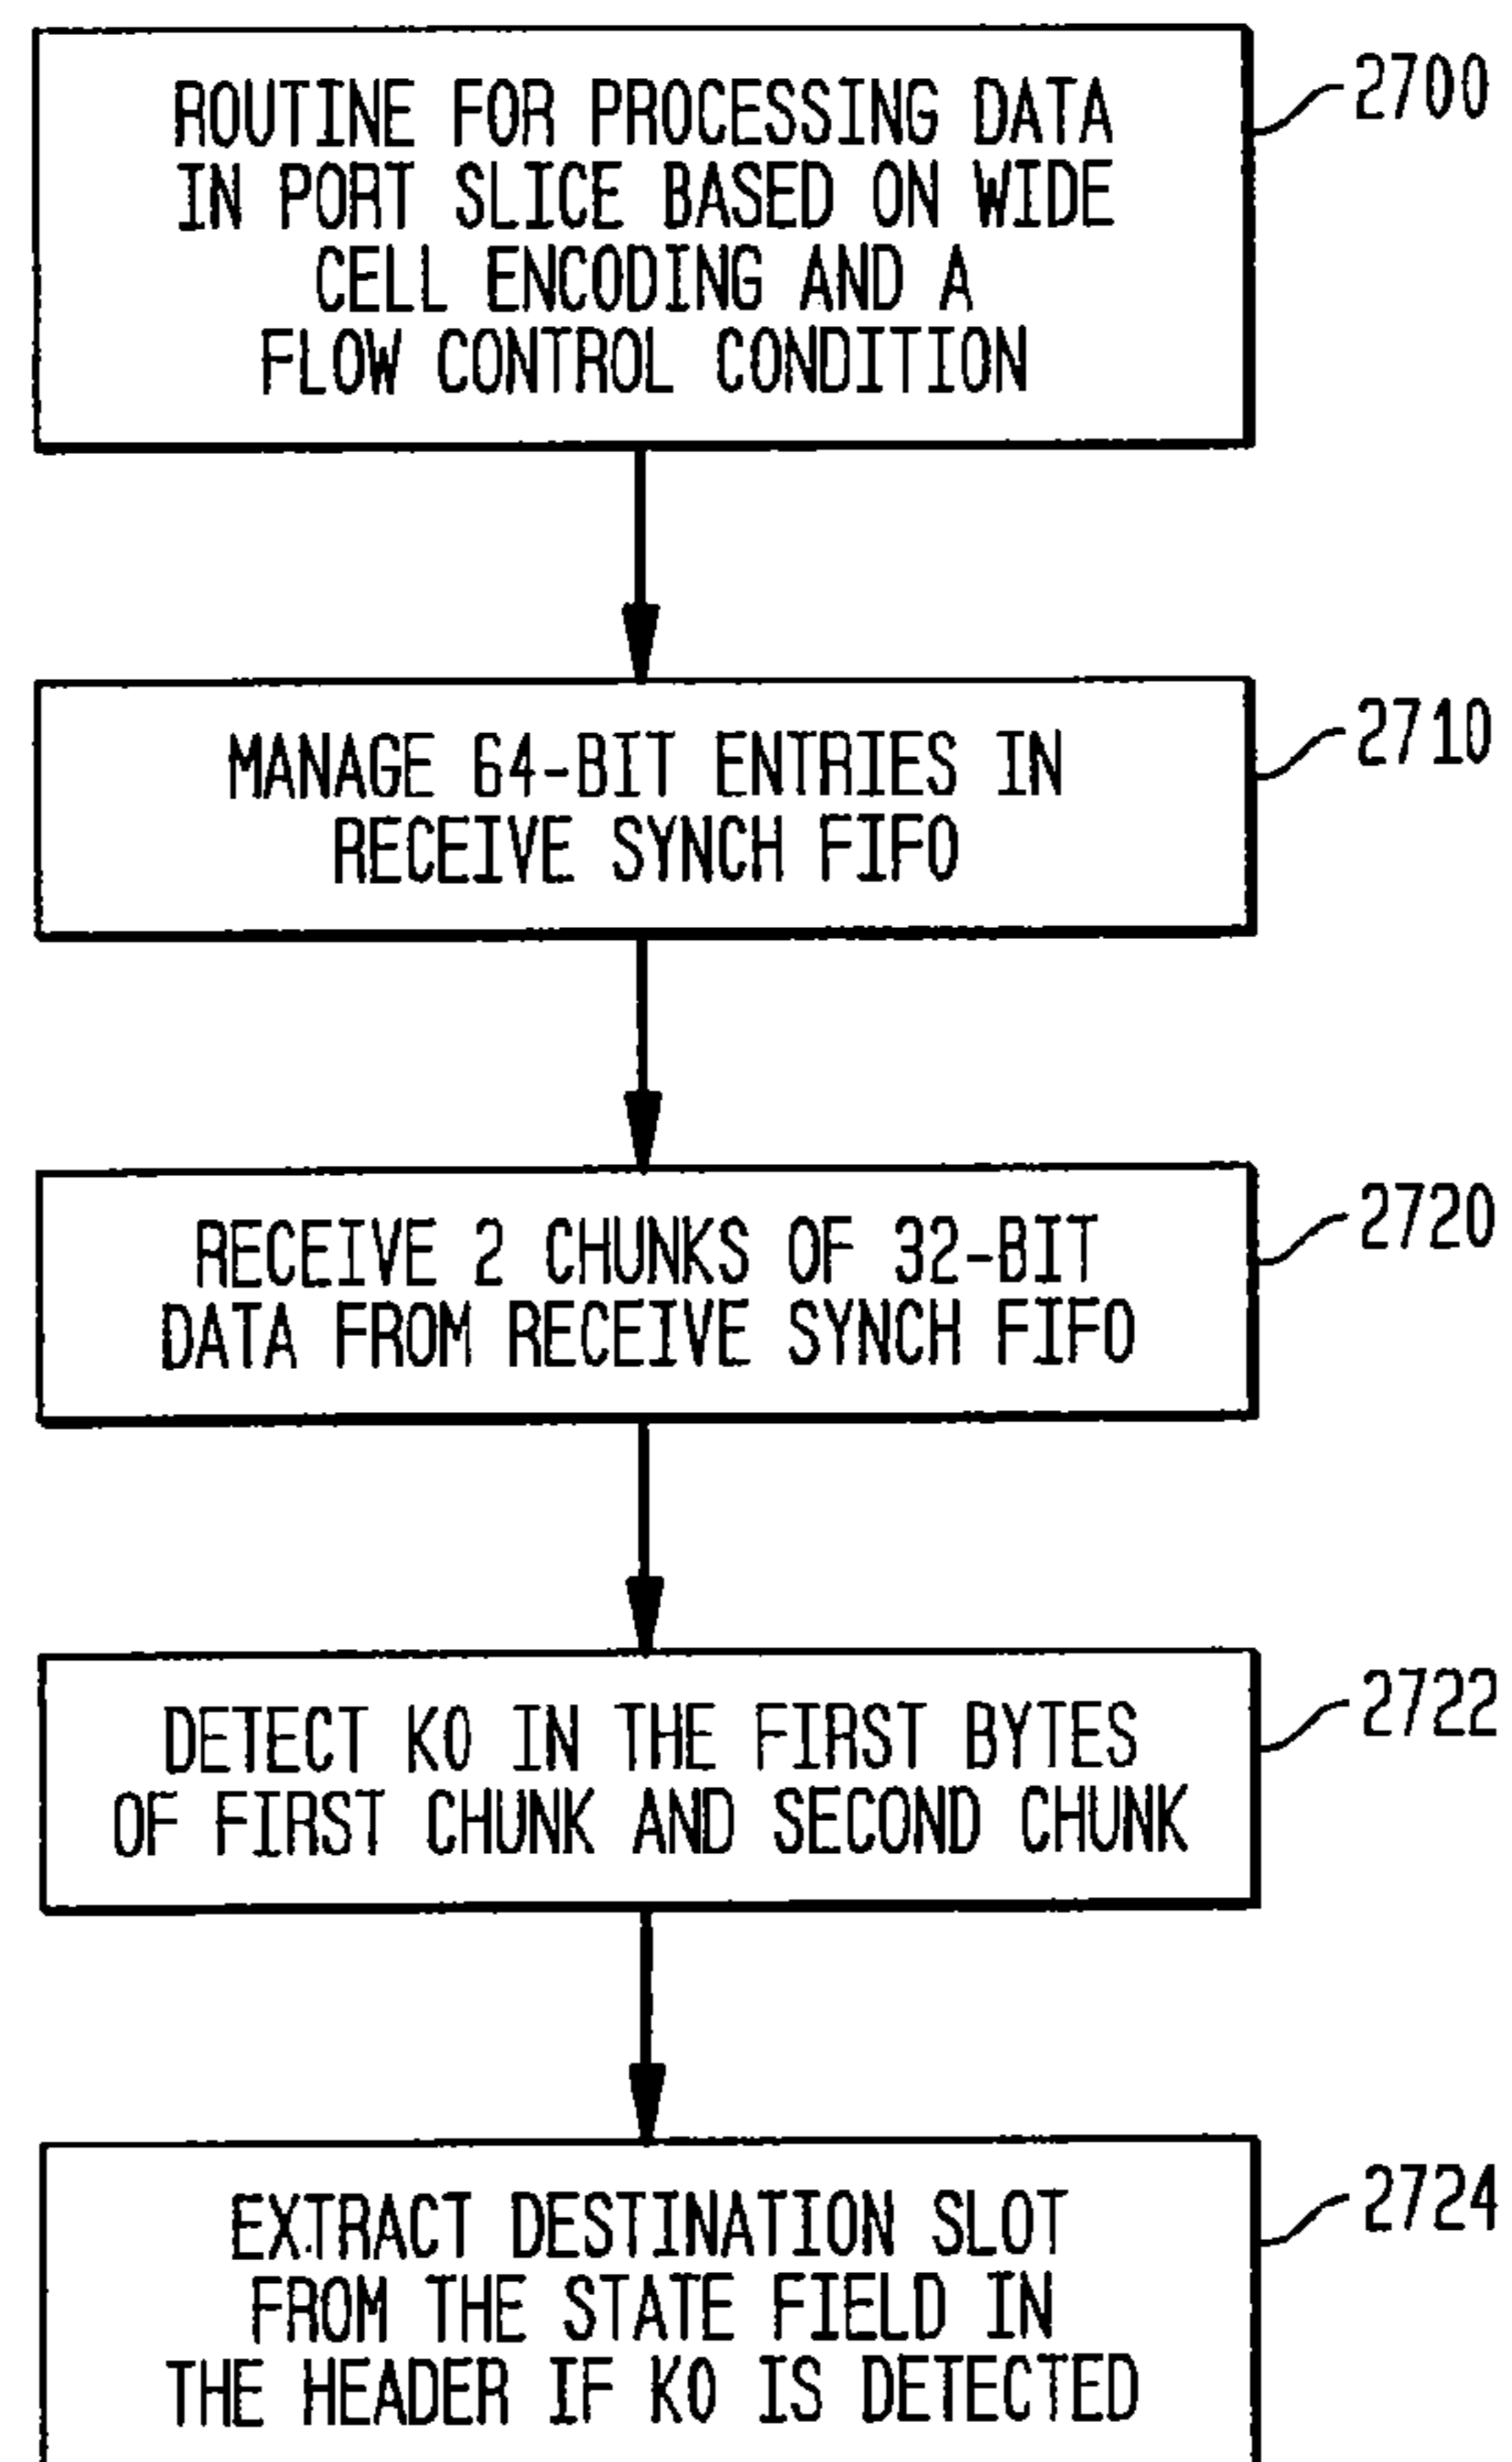 ROUTINE FOR PROCESSING DATA
IN PORT SLICE BASED ON WIDE
CELL ENCODING AND A
FLOW CONTROL CONDITION
2700
MANAGE 64-BIT ENTRIES IN
RECEIVE SYNCH FIFO
2710
RECEIVE 2 CHUNKS OF 32-BIT
DATA FROM RECEIVE SYNCH FIFO
2720
DETECT K0 IN THE FIRST BYTES
OF FIRST CHUNK AND SECOND CHUNK
2722
EXTRACT DESTINATION SLOT
FROM THE STATE FIELD IN
THE HEADER IF K0 IS DETECTED
2724